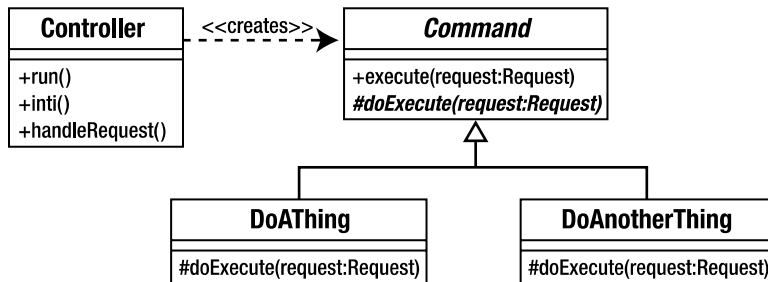 Controller
+run()
+inti()
+handleRequest()
<<creates>>
Command
+execute(request:Request)
#doExecute(request:Request)
DoAThing
#doExecute(request:Request)
DoAnotherThing
#doExecute(request:Request)